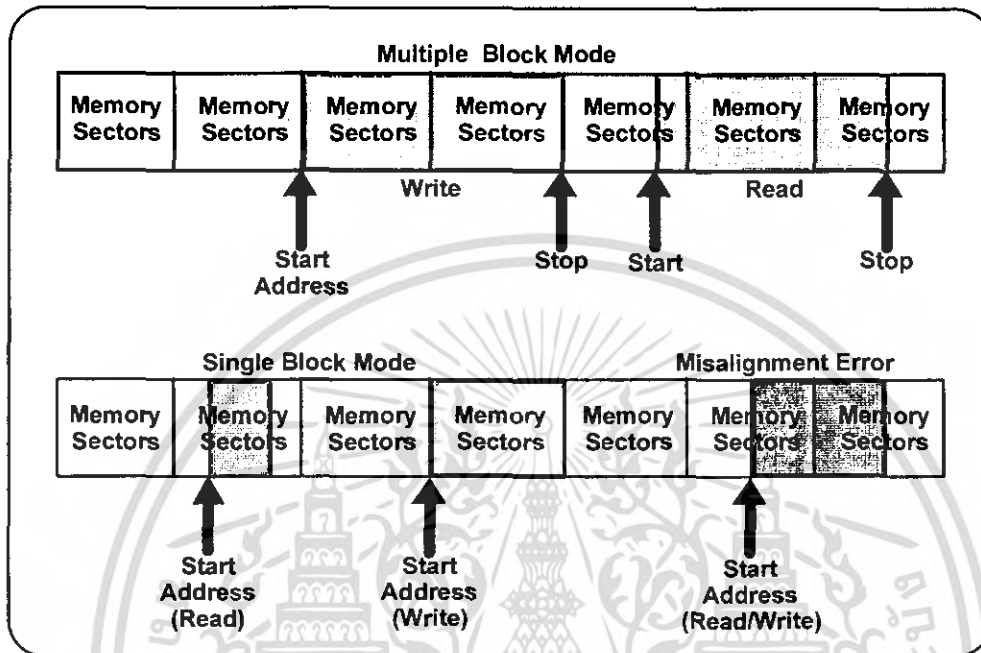 Multiple Block Mode
Memory Memory Memory Memory Memory Memory Memory
Sectors Sectors Sectors Sectors Sectors Sectors Sectors
Write Read
Start Stop Start Stop
Address
Single Block Mode Misalignment Error
Memory Memory Memory Memory Memory Memory Memory
Sectors Sectors Sectors Sectors Sectors Sectors Sectors
Start Start Start
Address Address Address
(Read) (Write) (Read/Write)